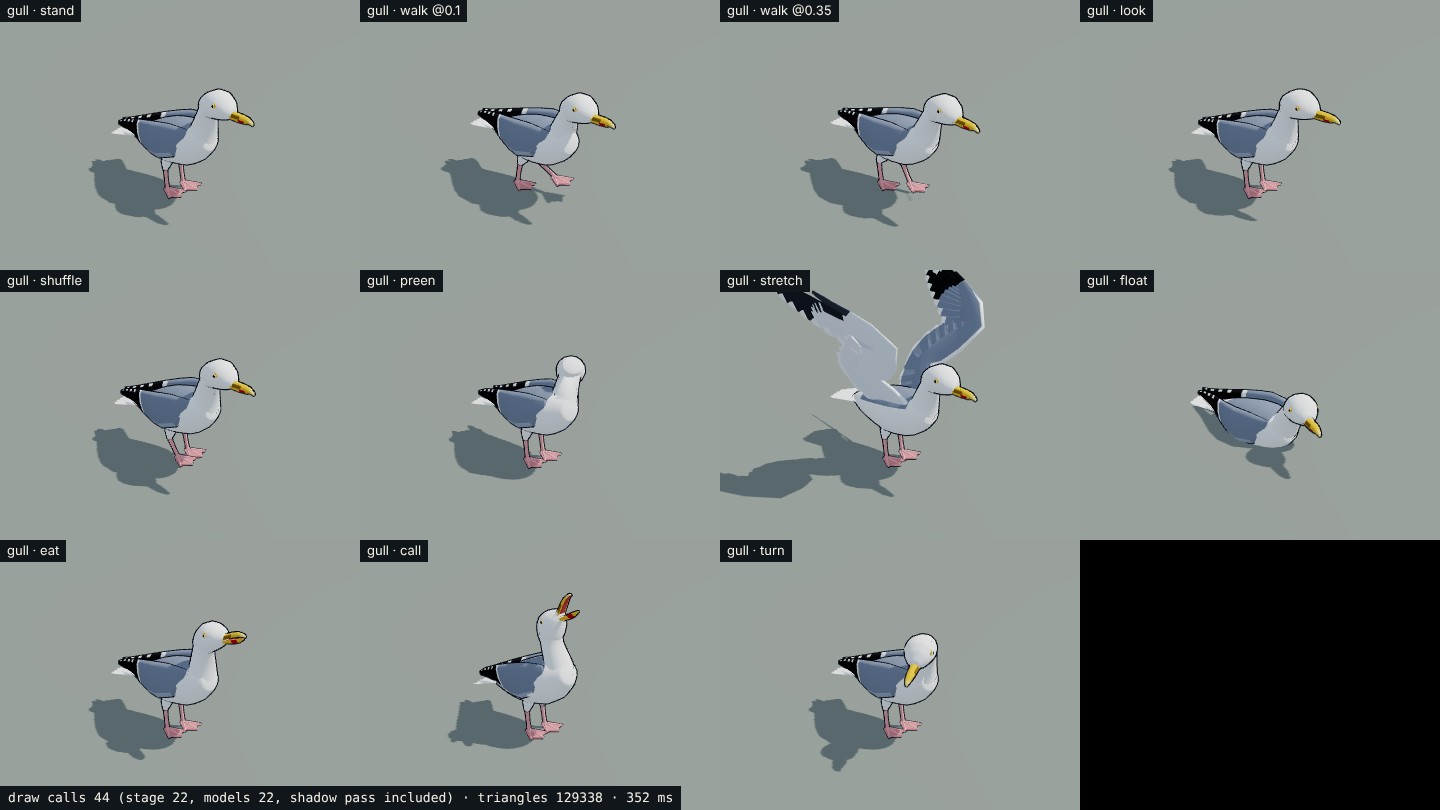 gull · stand
gull · walk @0.1
gull · walk @0.35
gull · look
gull · shuffle
gull · preen
gull · stretch
gull · float
gull · eat
gull · call
gull · turn
draw calls 44 (stage 22, models 22, shadow pass included) · triangles 129338 · 352 ms